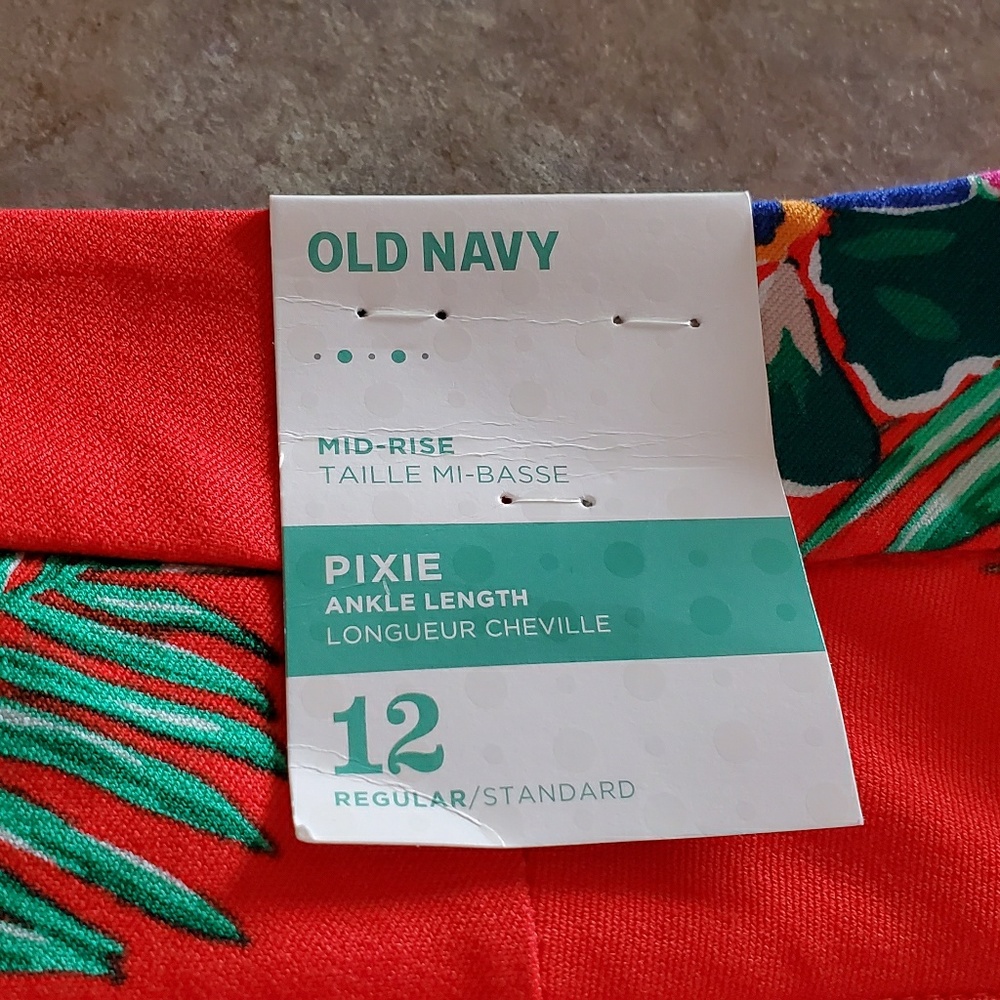 OLD NAVY
MID-RISE
TAILLE MI-BASSE
PIXIE
ANKLE LENGTH
LONGUEUR CHEVILLE
12
REGULAR/STANDARD